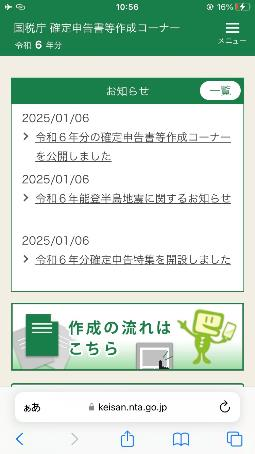 10:56
16%
国税庁 確定申告書等作成コーナー
令和 6 年分
メニュー
お知らせ
一覧
2025/01/06
令和６年分の確定申告書等作成コーナー
を公開しました
2025/01/06
令和６年能登半島地震に関するお知らせ
2025/01/06
令和６年分確定申告特集を開設しました
作成の流れは
こちら
ぁあ
keisan.nta.go.jp